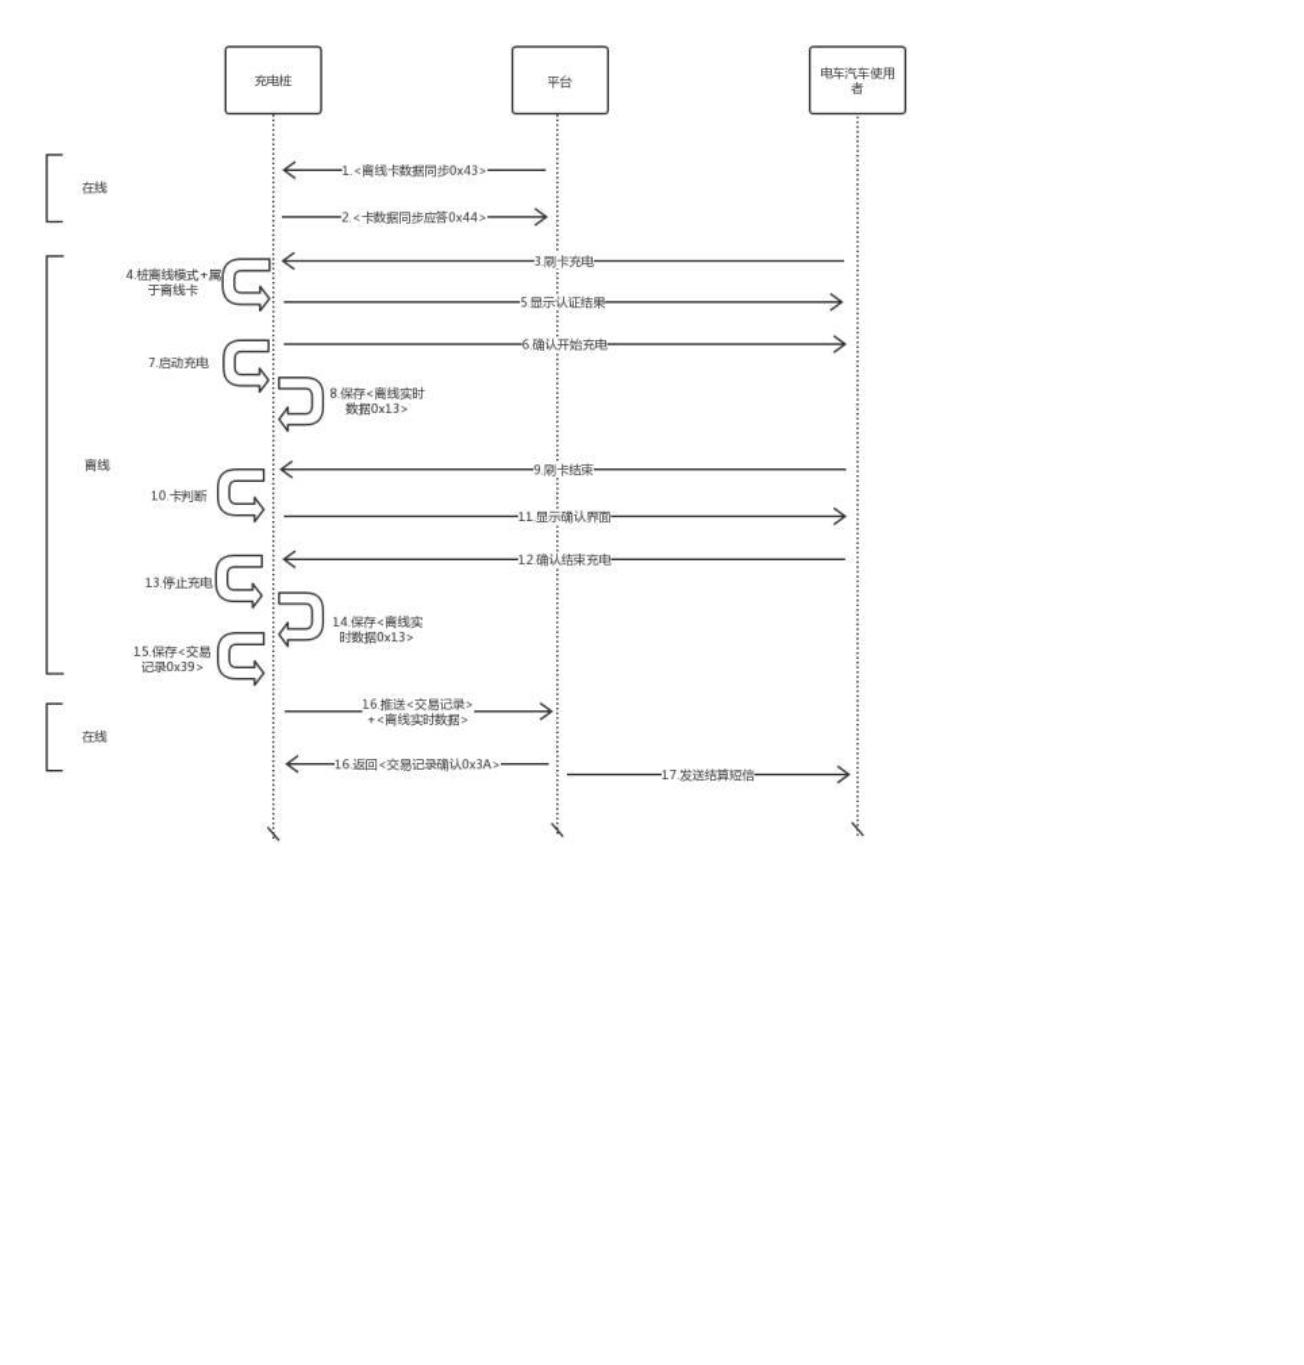 充电桩
平台
电车汽车使用
者
1.<离线卡数据同步0x43>
在线
2.<卡数据同步应答0x44>
3.刷卡充电
4.桩离线模式+属
于离线卡
5.显示认证结果
6.确认开始充电
7.启动充电
8.保存<离线实时
数据0x13>
离线
9.刷卡结束
10.卡判断
11.显示确认界面
12.确认结束充电
13.停止充电
14.保存<离线实
时数据0x13>
15.保存<交易
记录0x39>
16.推送<交易记录>
+<离线实时数据>
在线
16.返回<交易记录确认0x3A>
17.发送结算短信